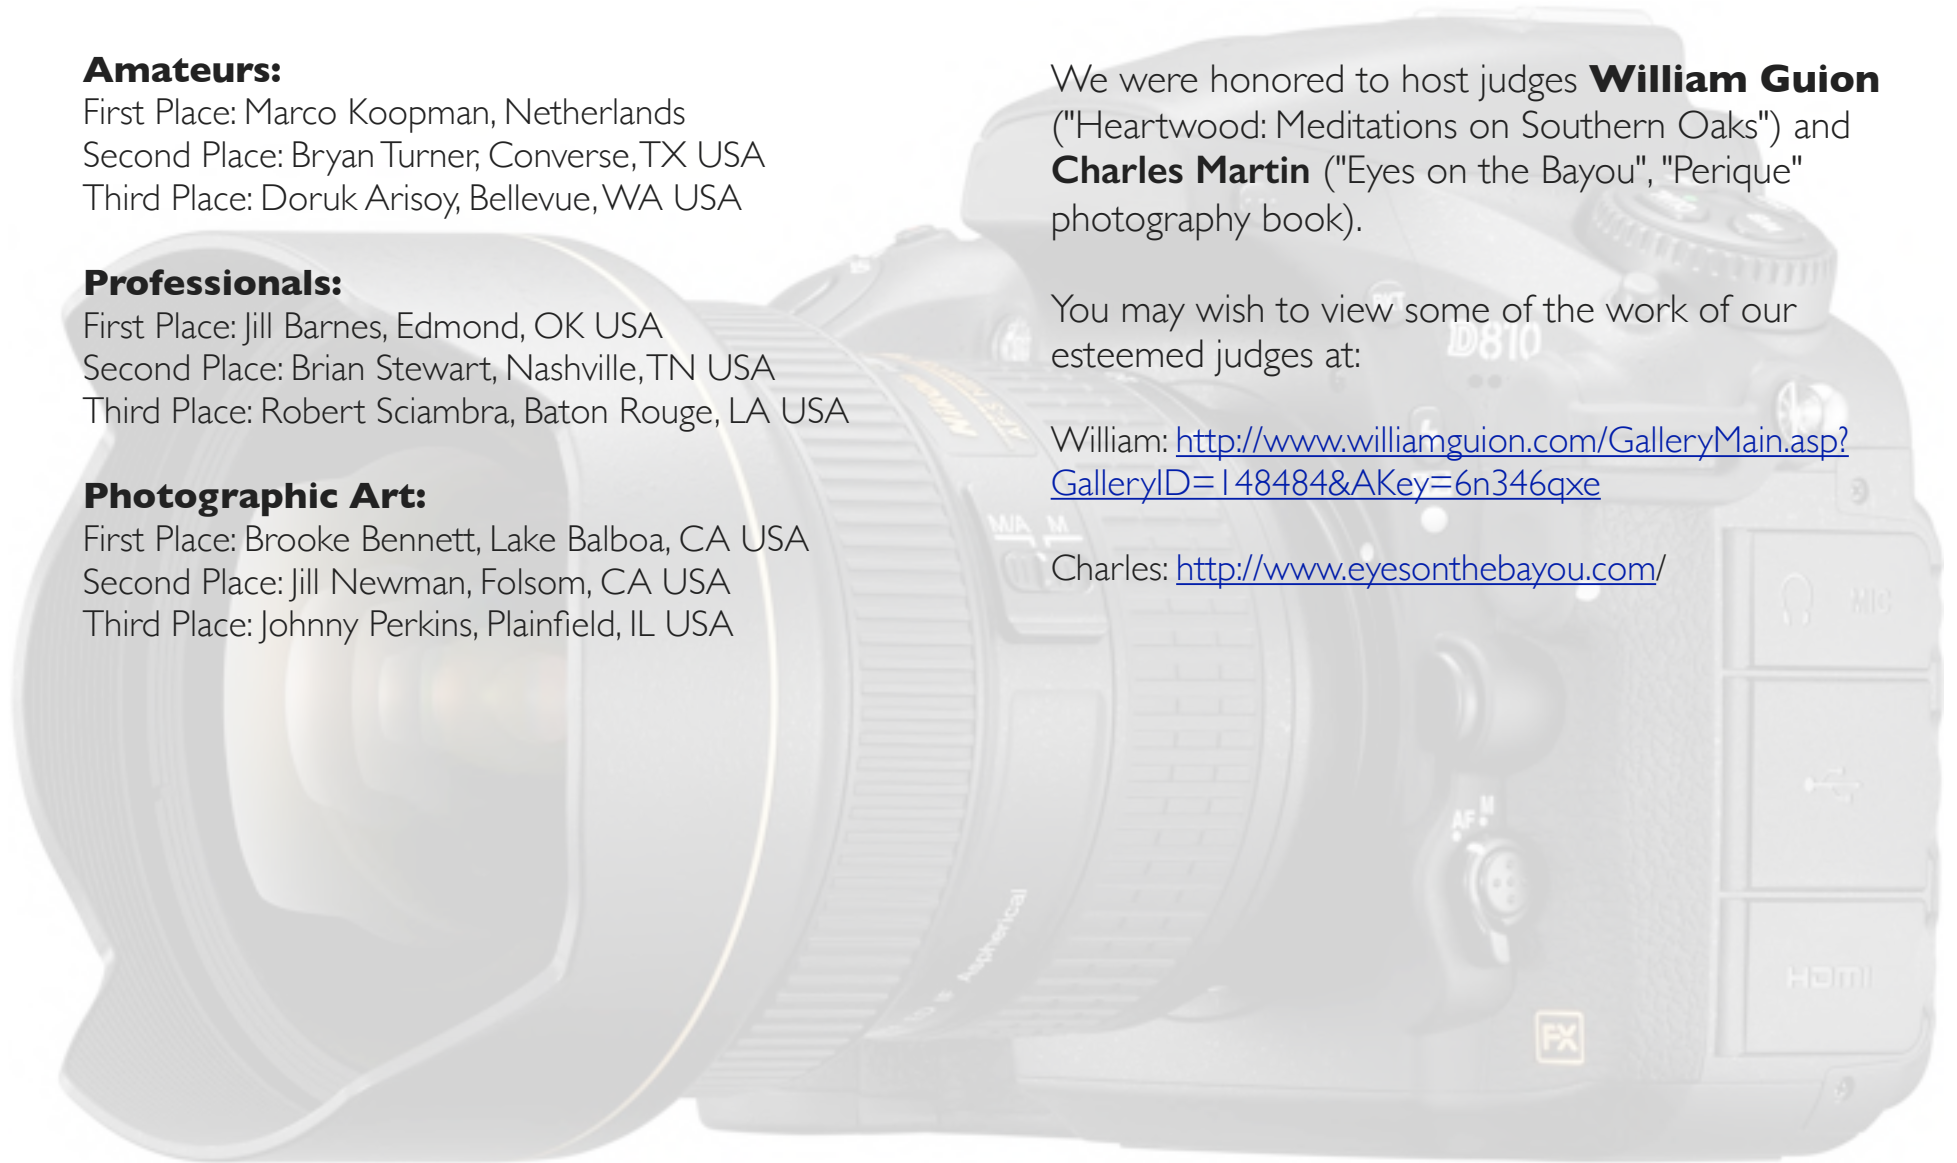 Amateurs:
First Place: Marco Koopman, Netherlands
Second Place: Bryan Turner, Converse, TX USA
Third Place: Doruk Arisoy, Bellevue, WA USA
Professionals:
First Place: Jill Barnes, Edmond, OK USA
Second Place: Brian Stewart, Nashville, TN USA
Third Place: Robert Sciambra, Baton Rouge, LA USA
Photographic Art:
First Place: Brooke Bennett, Lake Balboa, CA USA
Second Place: Jill Newman, Folsom, CA USA
Third Place: Johnny Perkins, Plainfield, IL USA
We were honored to host judges William Guion
("Heartwood: Meditations on Southern Oaks") and
Charles Martin ("Eyes on the Bayou", "Perique"
photography book).
You may wish to view some of the work of our
esteemed judges at:
William: http://www.williamguion.com/GalleryMain.asp?
GalleryID=148484&AKey=6n346qxe
Charles: http://www.eyesonthebayou.com/
D810
Nikon
M/A M
Aspherical
AF M
MIC
HDMI
FX